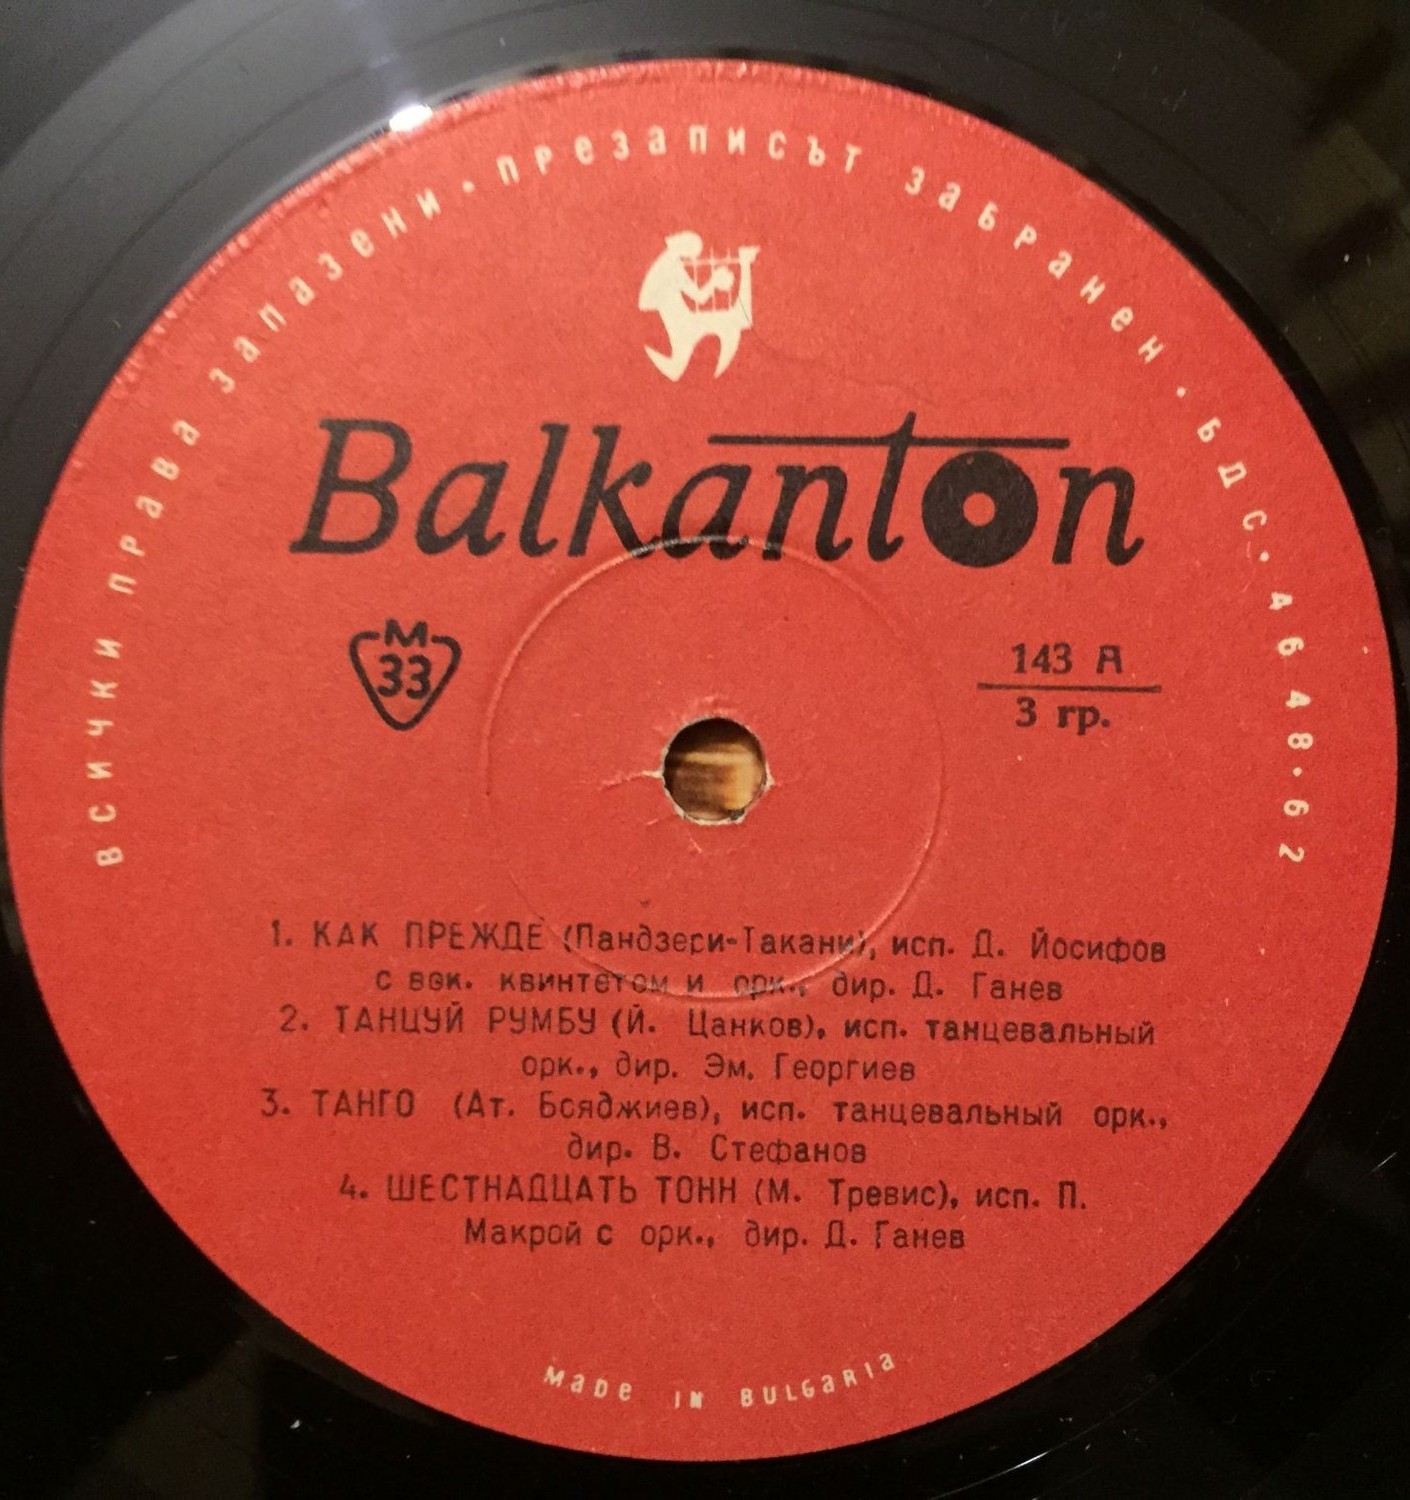 всички права запазени · презаписът забранен · БДС · 46 48 · 62
Balkanton
М
33
143 А
3 гр.
1. КАК ПРЕЖДЕ (Пандзери-Такани), исп. Д. Йосифов
с вок. квинтетом и орк., дир. Д. Ганев
2. ТАНЦУЙ РУМБУ (Й. Цанков), исп. танцевальный
орк., дир. Эм. Георгиев
3. ТАНГО (Ат. Бояджиев), исп. танцевальный орк.,
дир. В. Стефанов
4. ШЕСТНАДЦАТЬ ТОНН (М. Тревис), исп. П.
Макрой с орк., дир. Д. Ганев
MADE IN BULGARIA